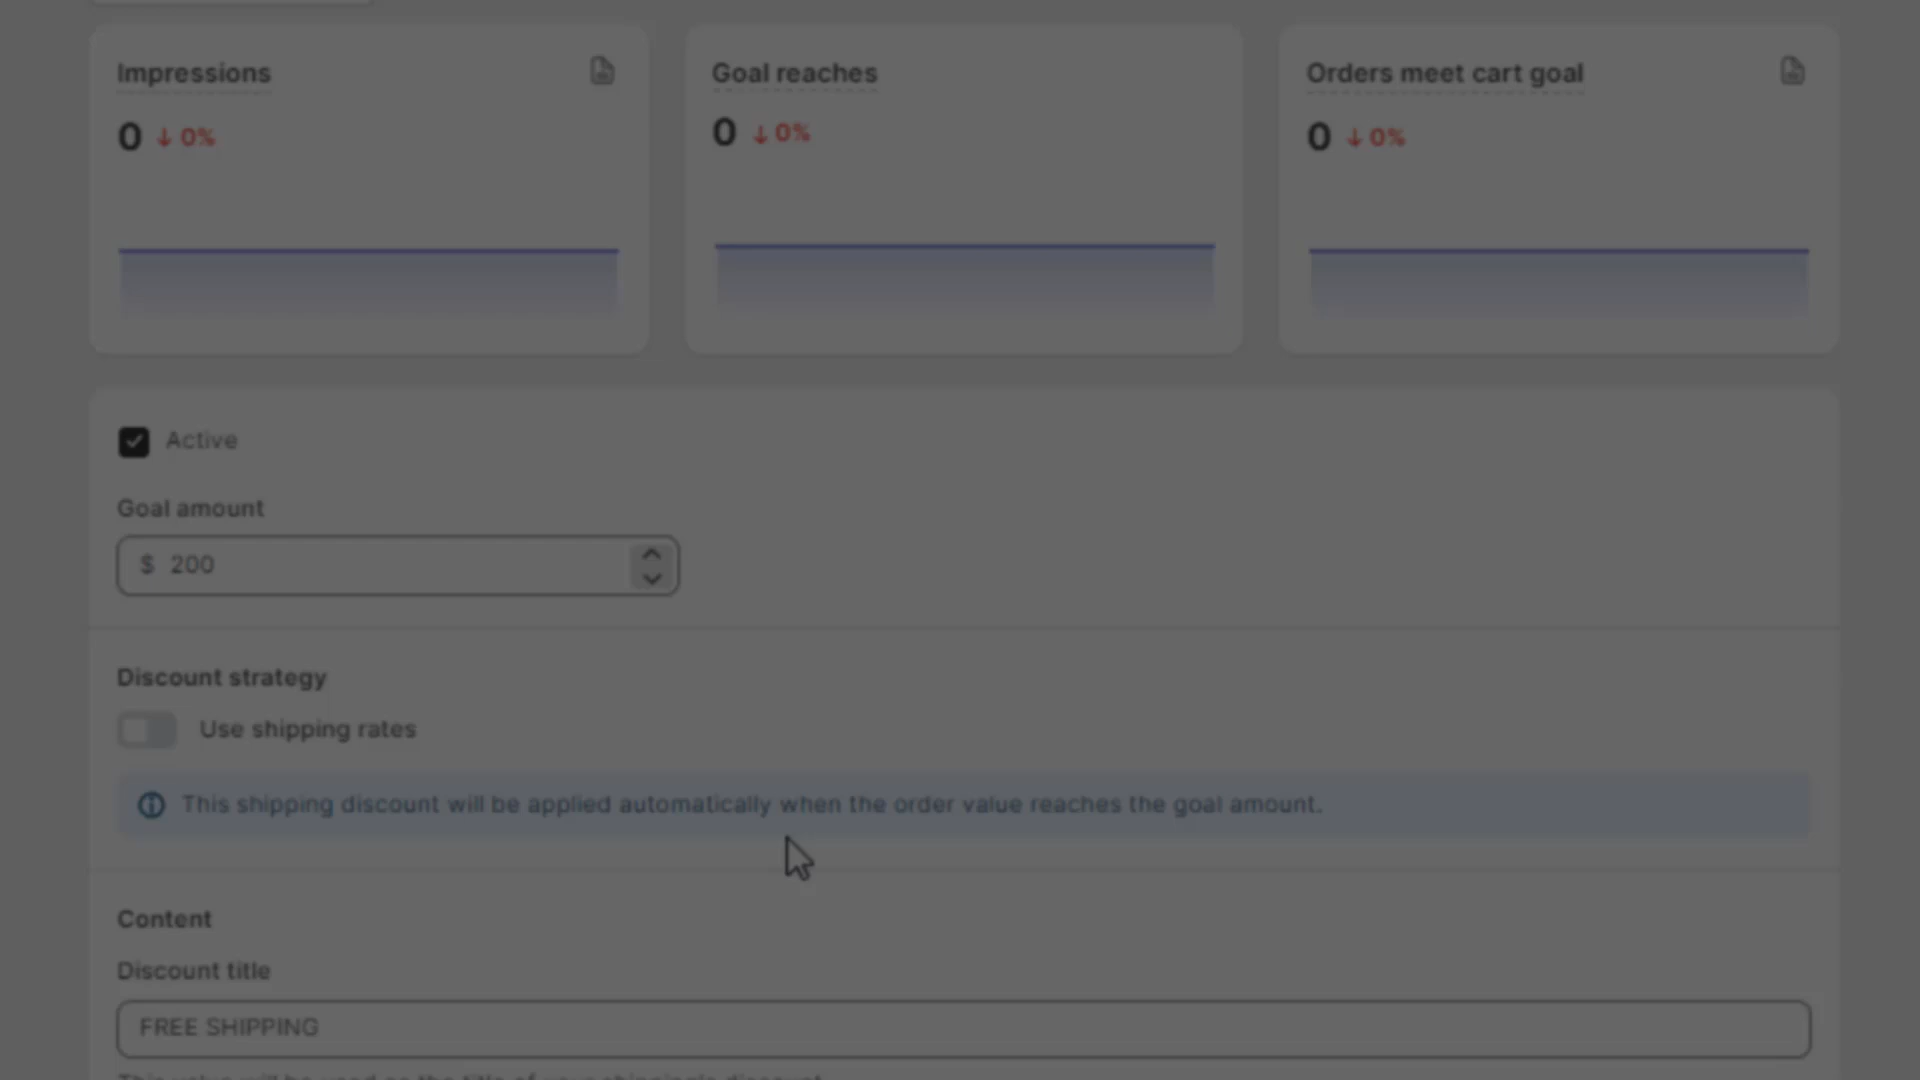 Impressions
0 ↓ 0%
Goal reaches
0 ↓ 0%
Orders meet cart goal
0 ↓ 0%
Active
Goal amount
$ 200
Discount strategy
Use shipping rates
This shipping discount will be applied automatically when the order value reaches the goal amount.
Content
Discount title
FREE SHIPPING